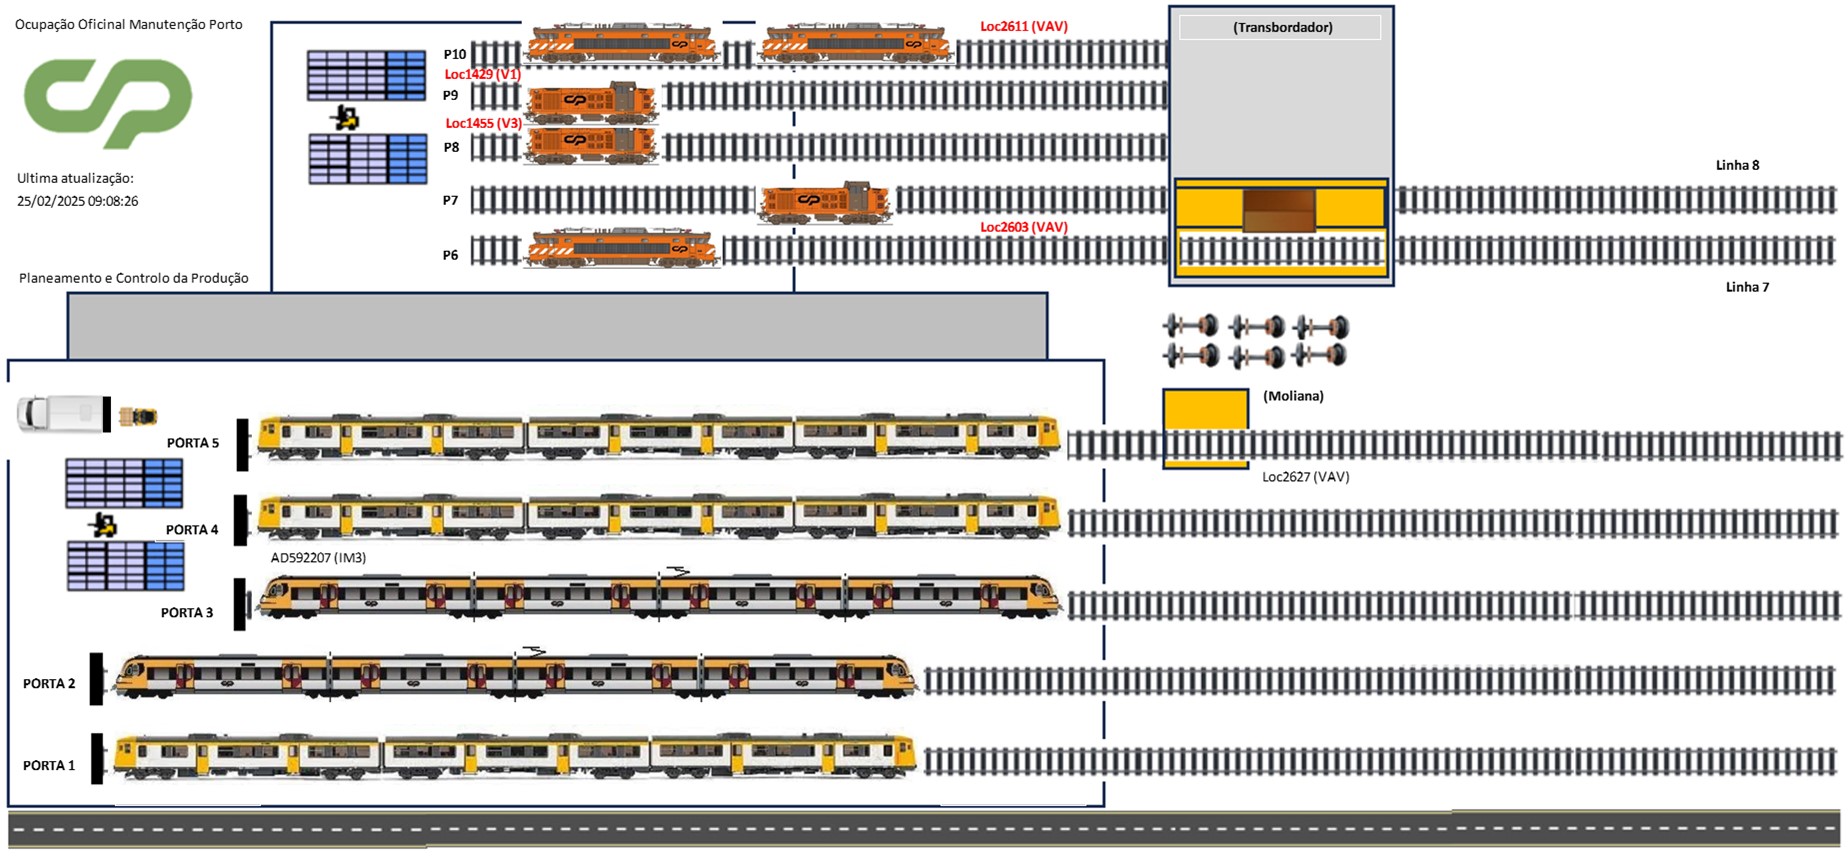 Ocupação Oficinal Manutenção Porto
CP
Ultima atualização:
25/02/2025 09:08:26
Planeamento e Controlo da Produção
P10
Loc2611 (VAV)
Loc1429 (V1)
P9
Loc1455 (V3)
P8
P7
Loc2603 (VAV)
P6
(Transbordador)
Linha 8
Linha 7
(Moliana)
PORTA 5
Loc2627 (VAV)
PORTA 4
AD592207 (IM3)
PORTA 3
PORTA 2
PORTA 1